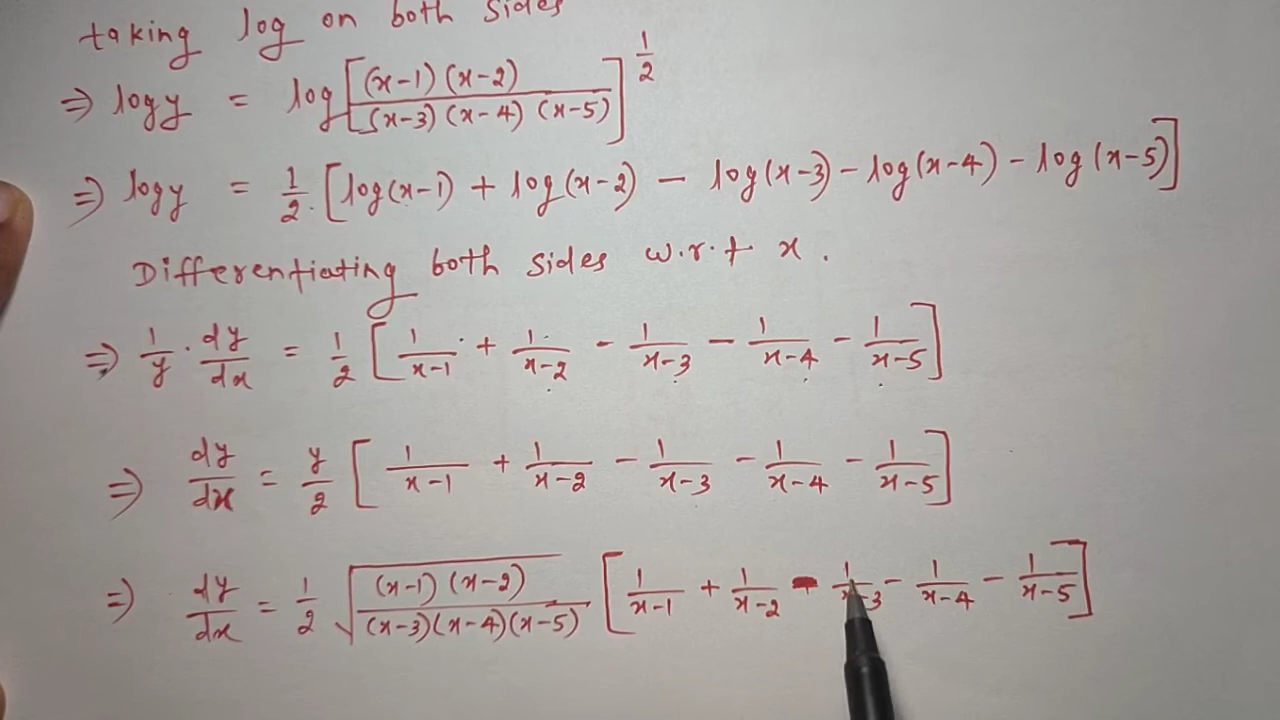 taking log on both sides
⇒ log y = log [(x-1)(x-2) / (x-3)(x-4)(x-5)]^1/2
⇒ log y = 1/2 . [log(x-1) + log(x-2) - log(x-3) - log(x-4) - log(x-5)]
Differentiating both sides w.r.t x .
⇒ 1/y . dy/dx = 1/2 [1/(x-1) + 1/(x-2) - 1/(x-3) - 1/(x-4) - 1/(x-5)]
⇒ dy/dx = y/2 [1/(x-1) + 1/(x-2) - 1/(x-3) - 1/(x-4) - 1/(x-5)]
⇒ dy/dx = 1/2 √((x-1)(x-2) / (x-3)(x-4)(x-5)) [1/(x-1) + 1/(x-2) - 1/(x-3) - 1/(x-4) - 1/(x-5)]